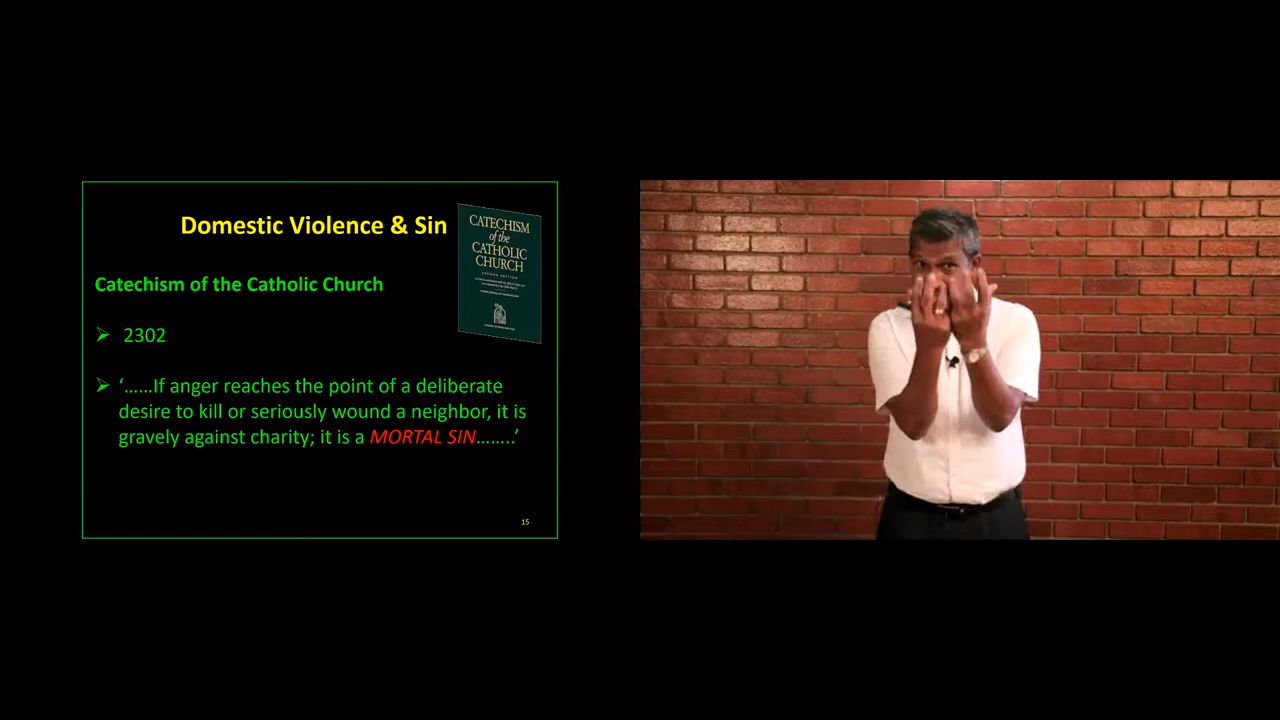 Domestic Violence & Sin
CATECHISM
of the
CATHOLIC
CHURCH
SECOND EDITION
Catechism of the Catholic Church
➢ 2302
➢ ‘……If anger reaches the point of a deliberate
desire to kill or seriously wound a neighbor, it is
gravely against charity; it is a MORTAL SIN……..’
15